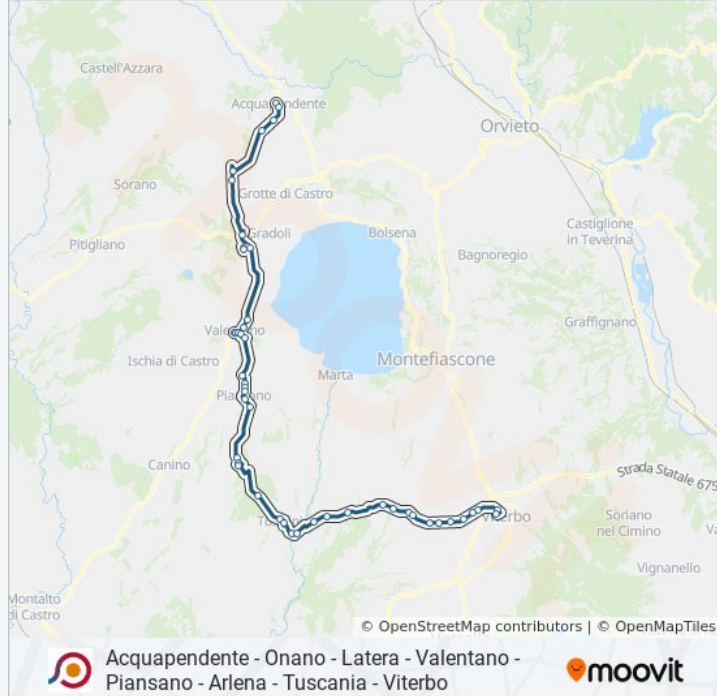 Castell'Azzara
Acquapendente
Orvieto
Sorano
Grotte di Castro
Castiglione
in Teverina
Pitigliano
Gradoli
Bolsena
Bagnoregio
Graffignano
Valentano
Ischia di Castro
Montefiascone
Marta
Piansano
Canino
Strada Statale 675
Soriano
nel Cimino
Viterbo
Vignanello
Montalto
di Castro
© OpenStreetMap contributors | © OpenMapTiles
Acquapendente - Onano - Latera - Valentano -
Piansano - Arlena - Tuscania - Viterbo
moovit